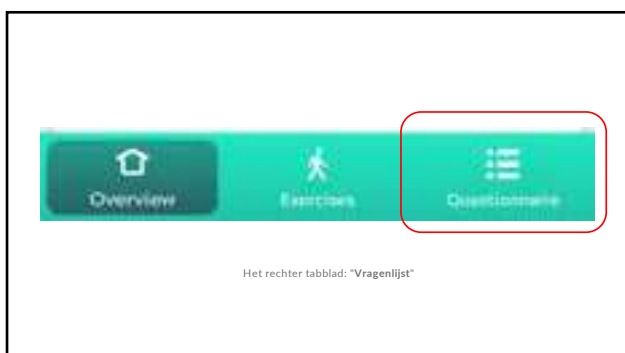 Overview
Exercises
Questionnaire
Het rechter tabblad: "Vragenlijst"